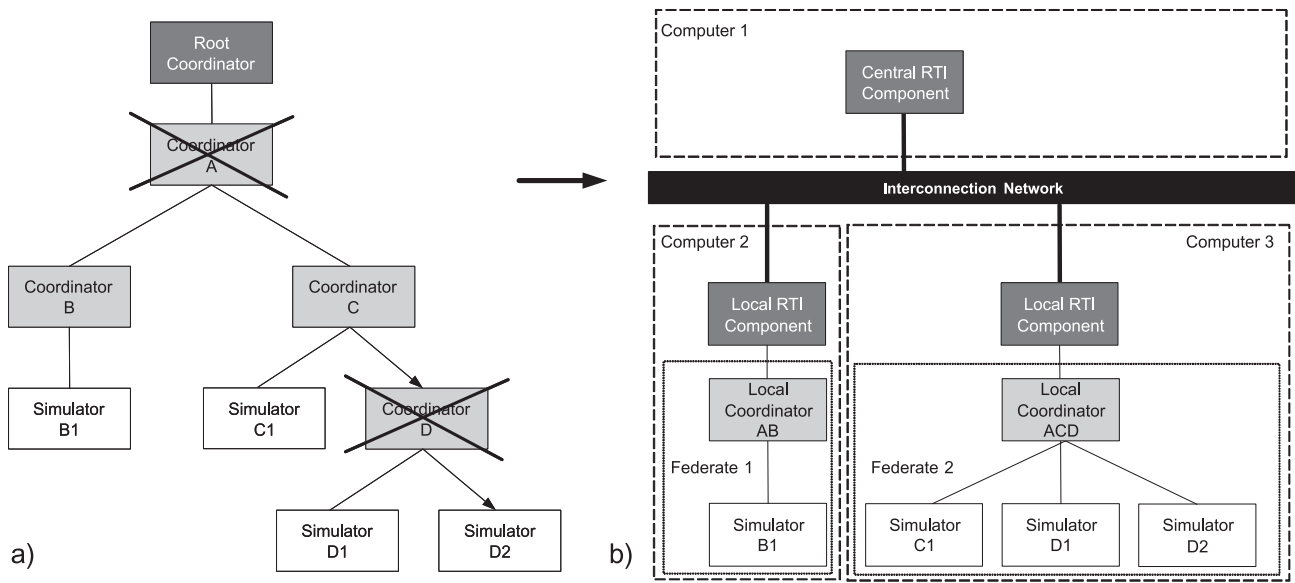 Root
Coordinator
Coordinator
A
Coordinator
B
Coordinator
C
Simulator
B1
Simulator
C1
Coordinator
D
Simulator
D1
Simulator
D2
a)
Computer 1
Central RTI
Component
Interconnection Network
Computer 2
Computer 3
Local RTI
Component
Local RTI
Component
Local
Coordinator
AB
Local
Coordinator
ACD
Federate 1
Federate 2
Simulator
B1
Simulator
C1
Simulator
D1
Simulator
D2
b)